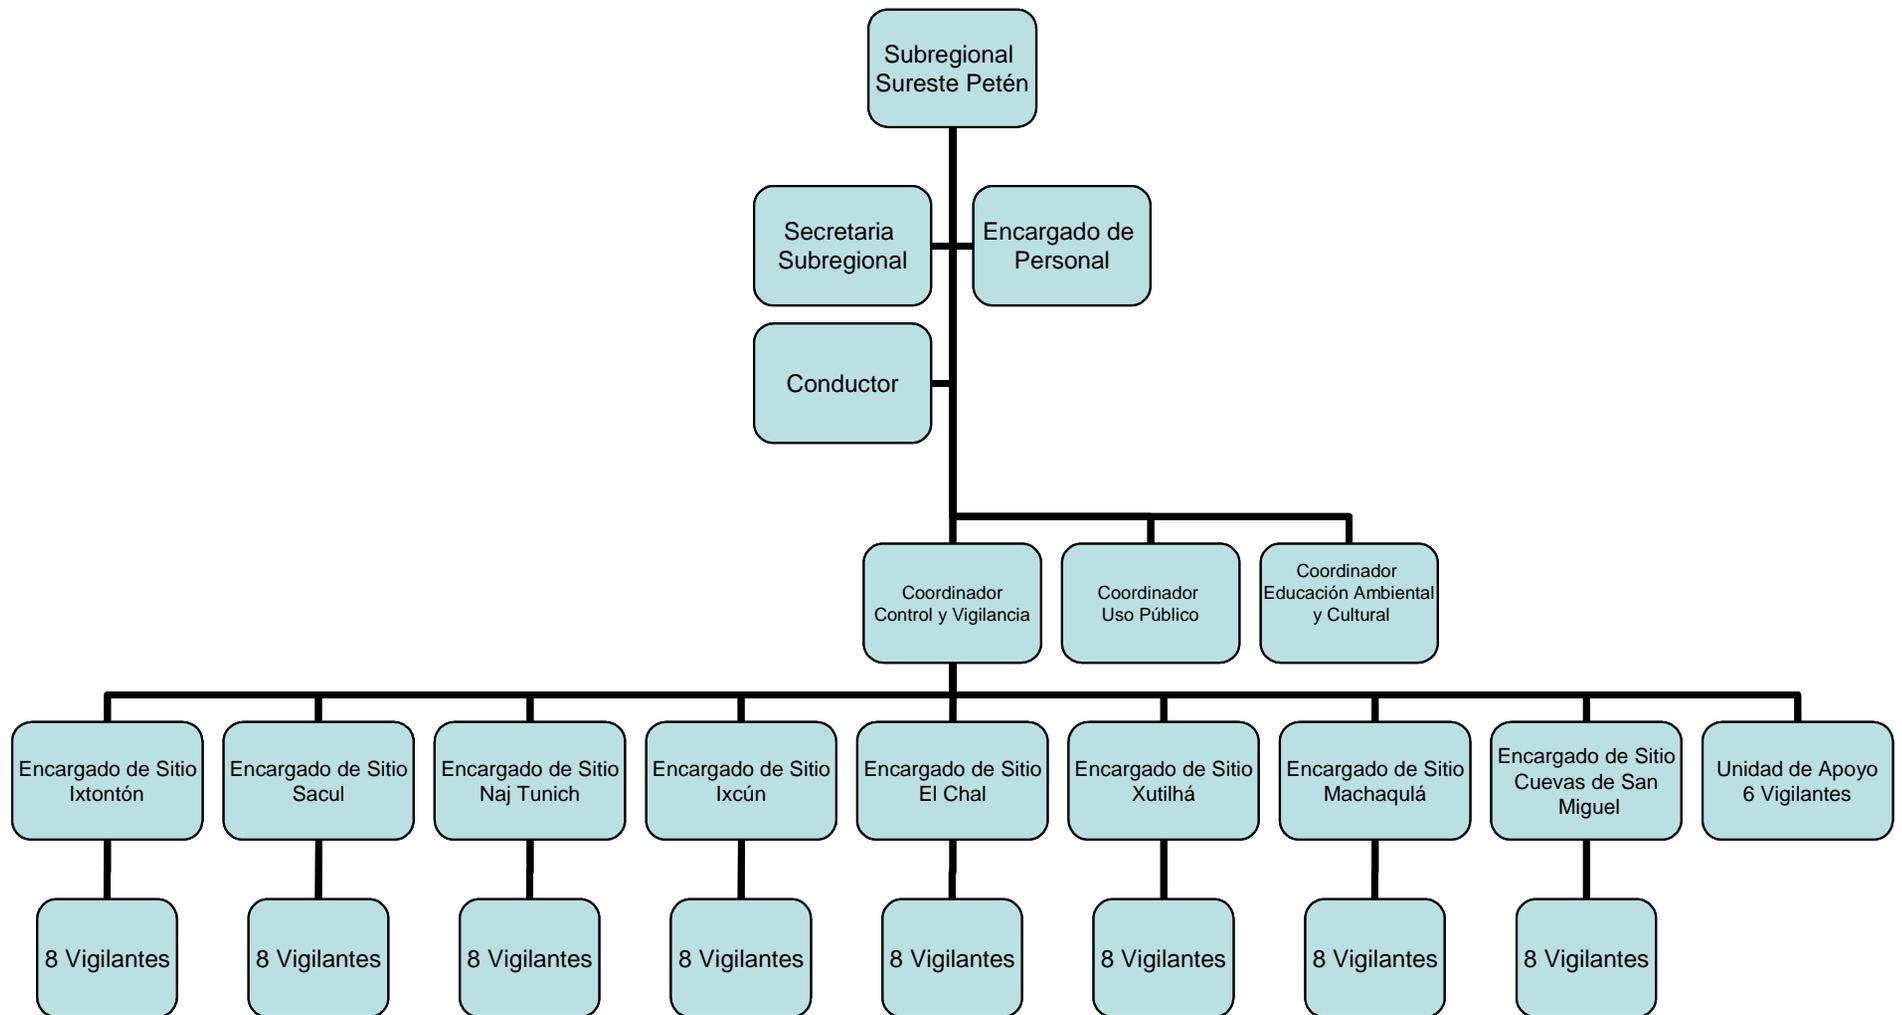 Subregional
Sureste Petén
Secretaria
Subregional
Encargado de
Personal
Conductor
Coordinador
Control y Vigilancia
Coordinador
Uso Público
Coordinador
Educación Ambiental
y Cultural
Encargado de Sitio
Ixtontón
Encargado de Sitio
Sacul
Encargado de Sitio
Naj Tunich
Encargado de Sitio
Ixcún
Encargado de Sitio
El Chal
Encargado de Sitio
Xutilhá
Encargado de Sitio
Machaqulá
Encargado de Sitio
Cuevas de San
Miguel
Unidad de Apoyo
6 Vigilantes
8 Vigilantes
8 Vigilantes
8 Vigilantes
8 Vigilantes
8 Vigilantes
8 Vigilantes
8 Vigilantes
8 Vigilantes